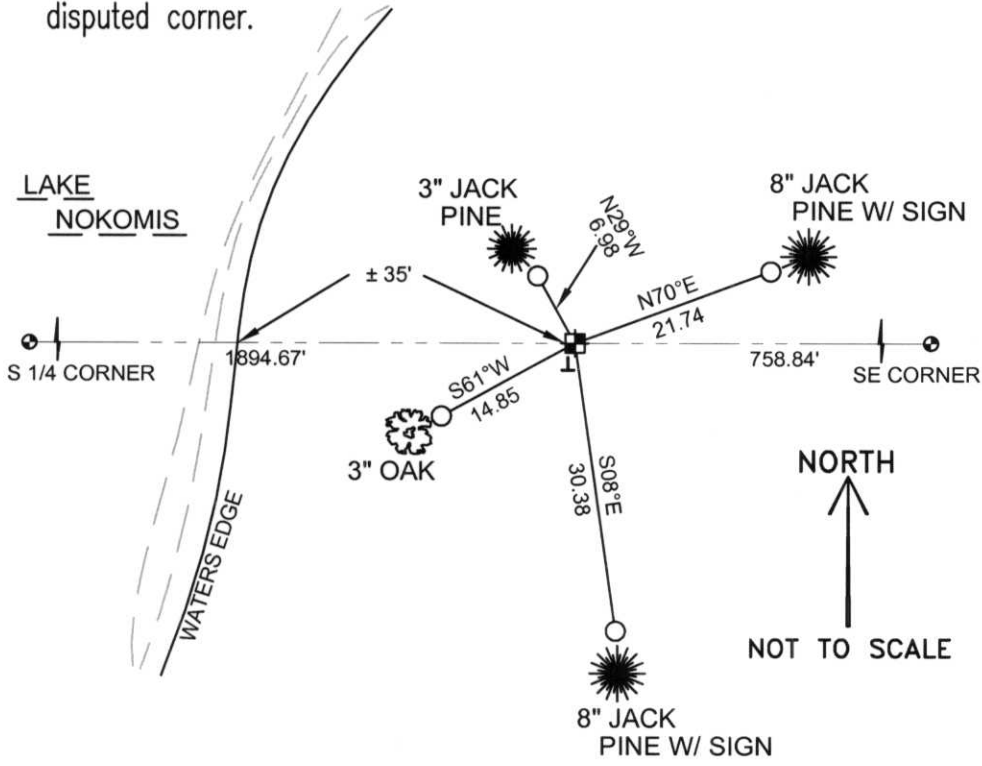 disputed corner.
LAKE
NOKOMIS
3" JACK
PINE
N29°W
6.98
8" JACK
PINE W/ SIGN
± 35'
N70°E
21.74
1894.67'
758.84'
S 1/4 CORNER
SE CORNER
S61°W
14.85
3" OAK
S08°E
30.38
NORTH
WATERS EDGE
NOT TO SCALE
8" JACK
PINE W/ SIGN